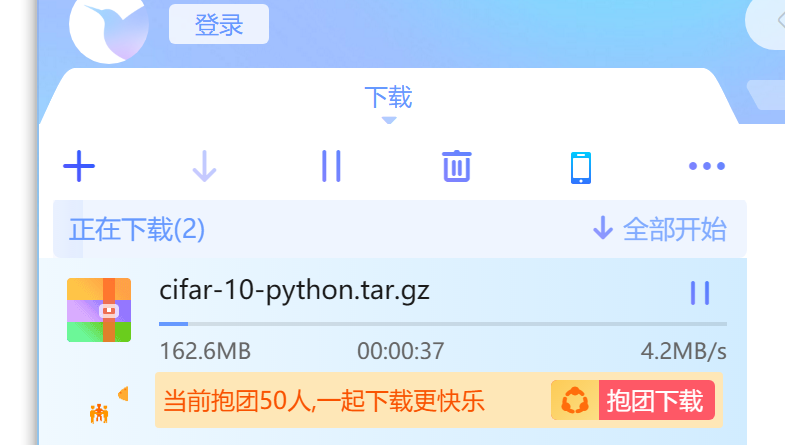 登录
下载
正在下载(2) 全部开始
cifar-10-python.tar.gz
162.6MB 00:00:37 4.2MB/s
当前抱团50人,一起下载更快乐 抱团下载